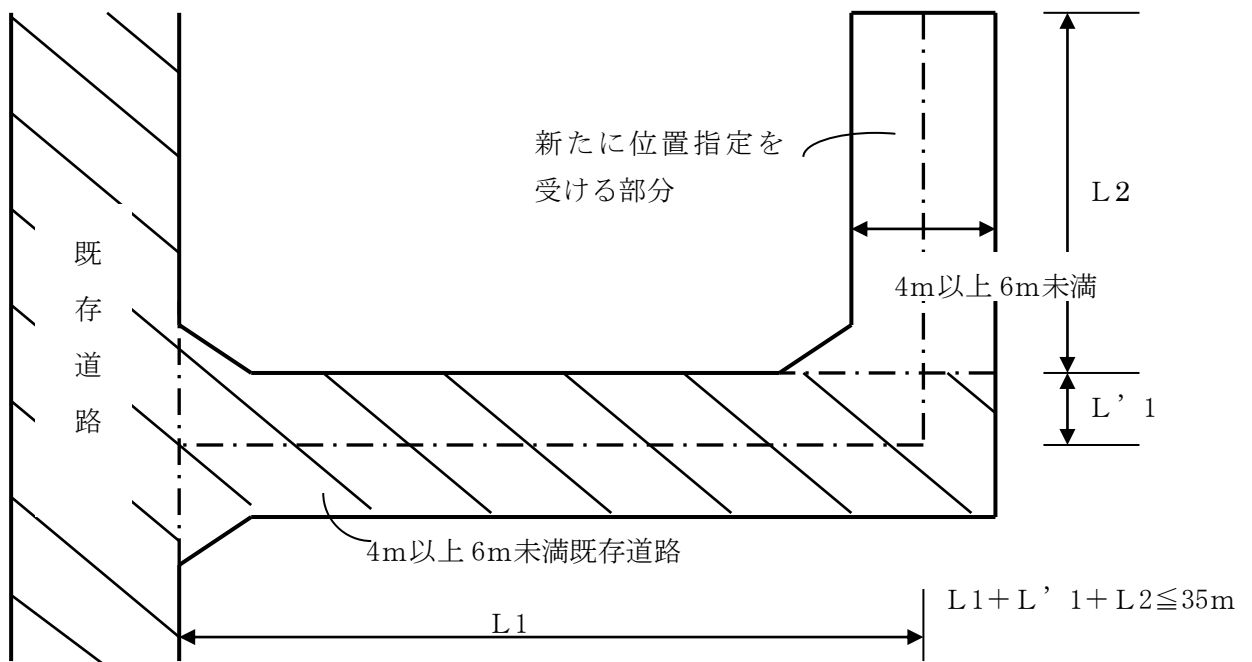 既存道路
新たに位置指定を
受ける部分
L2
4m以上 6m未満
L’1
4m以上 6m未満既存道路
L1+L’1+L2≦35m
L1